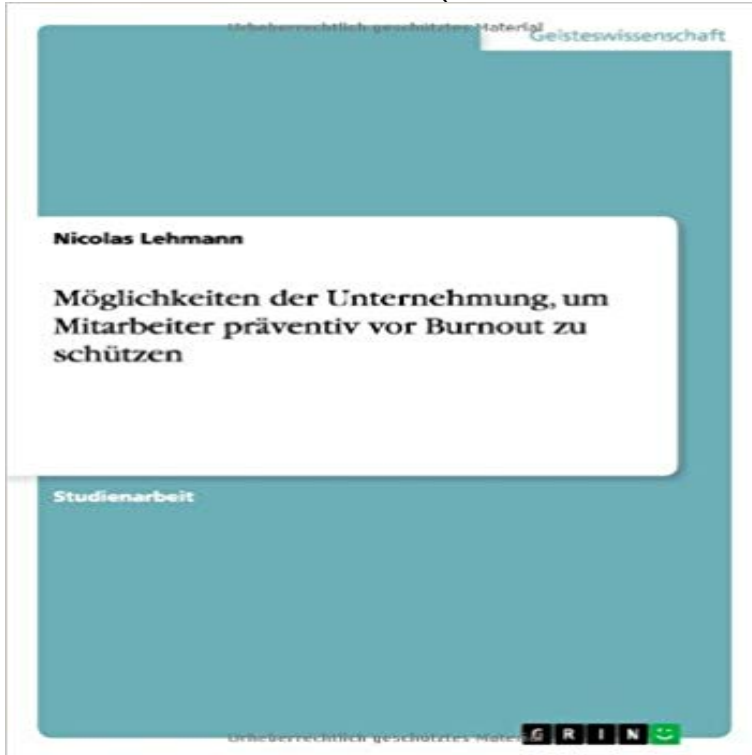 Urheberrechtlich geschütztes Material
Geisteswissenschaft
Nicolas Lehmann
Möglichkeiten der Unternehmung, um
Mitarbeiter präventiv vor Burnout zu
schützen
Studienarbeit
Urheberrechtlich geschütztes Mater
GRIN